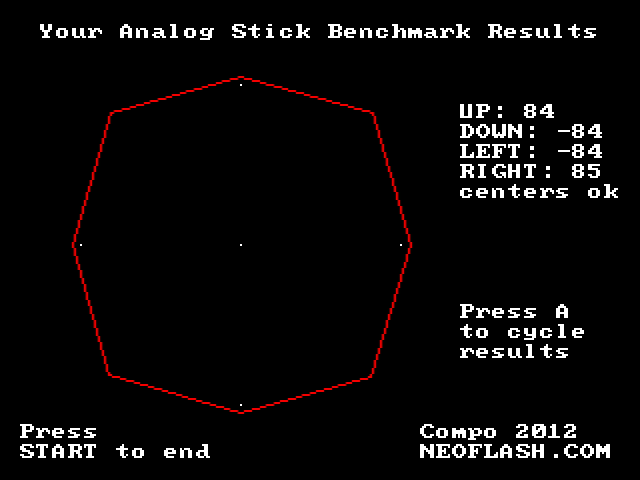 Your Analog Stick Benchmark Results
UP: 84
DOWN: -84
LEFT: -84
RIGHT: 85
centers ok
Press A
to cycle
results
Press
START to end
Compo 2012
NEOFLASH.COM